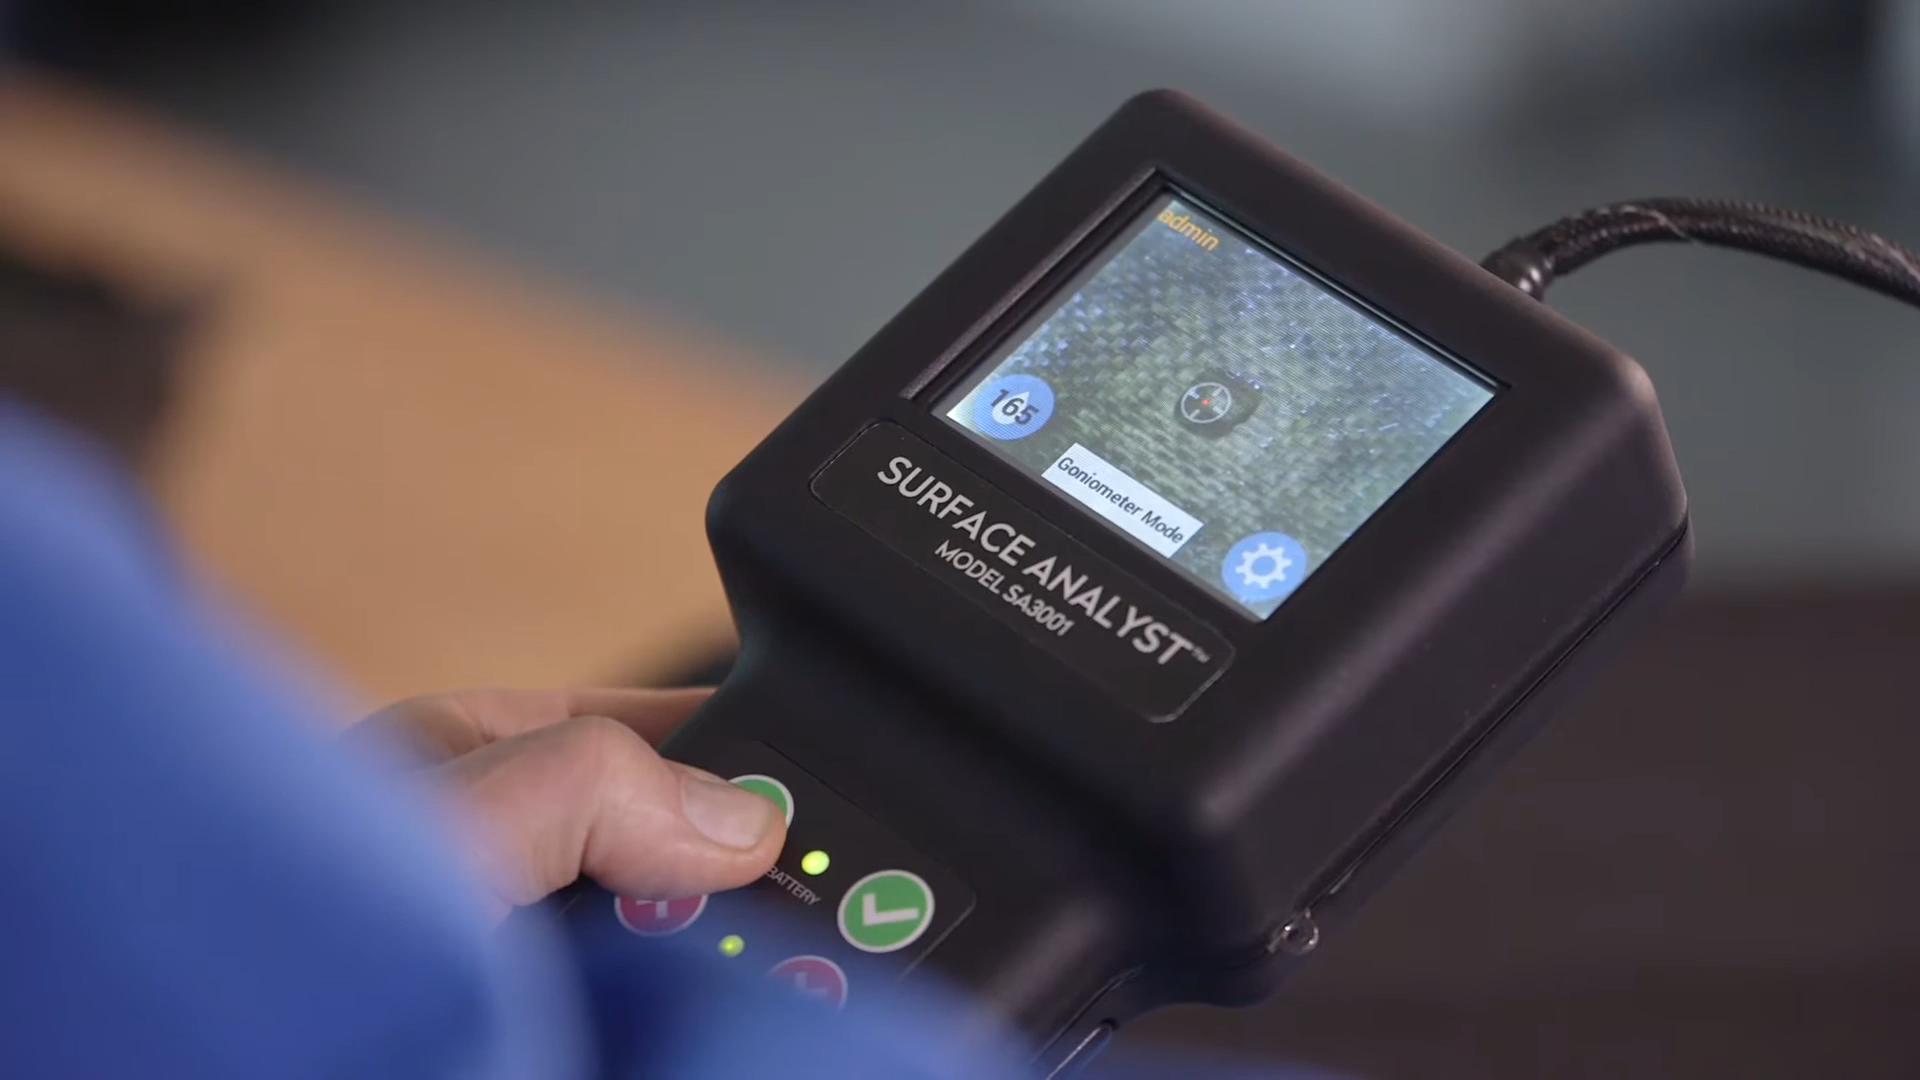 admin
165
Goniometer Mode
SURFACE ANALYST™
MODEL SA3001
BATTERY